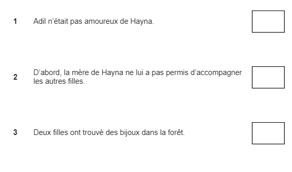 1 Adil n'était pas amoureux de Hayna.
2 D'abord, la mère de Hayna ne lui a pas permis d'accompagner
les autres filles.
3 Deux filles ont trouvé des bijoux dans la forêt.